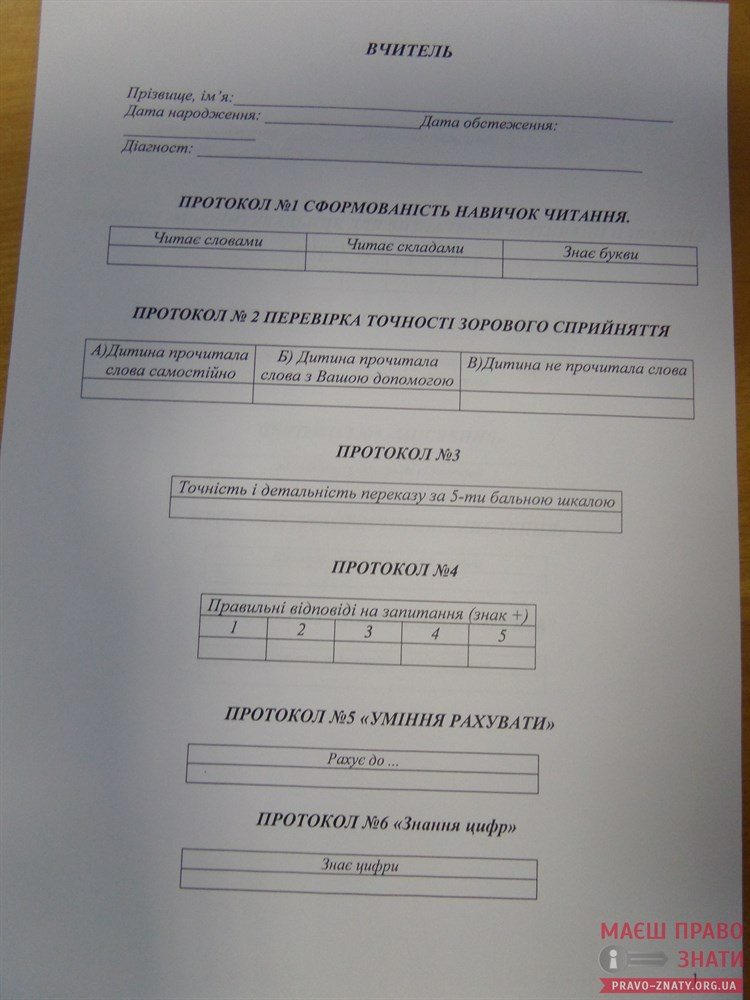 ВЧИТЕЛЬ
Прізвище, ім’я:
Дата народження: Дата обстеження:
Діагност:
ПРОТОКОЛ №1 СФОРМОВАНІСТЬ НАВИЧОК ЧИТАННЯ.
Читає словами Читає складами Знає букви
ПРОТОКОЛ № 2 ПЕРЕВІРКА ТОЧНОСТІ ЗОРОВОГО СПРИЙНЯТТЯ
А)Дитина прочитала слова самостійно
Б) Дитина прочитала слова з Вашою допомогою
В)Дитина не прочитала слова
ПРОТОКОЛ №3
Точність і детальність переказу за 5-ти бальною шкалою
ПРОТОКОЛ №4
Правильні відповіді на запитання (знак +)
1 2 3 4 5
ПРОТОКОЛ №5 «УМІННЯ РАХУВАТИ»
Рахує до ...
ПРОТОКОЛ №6 «Знання цифр»
Знає цифри
1
МАЄШ ПРАВО
ЗНАТИ
PRAVO-ZNATY.ORG.UA